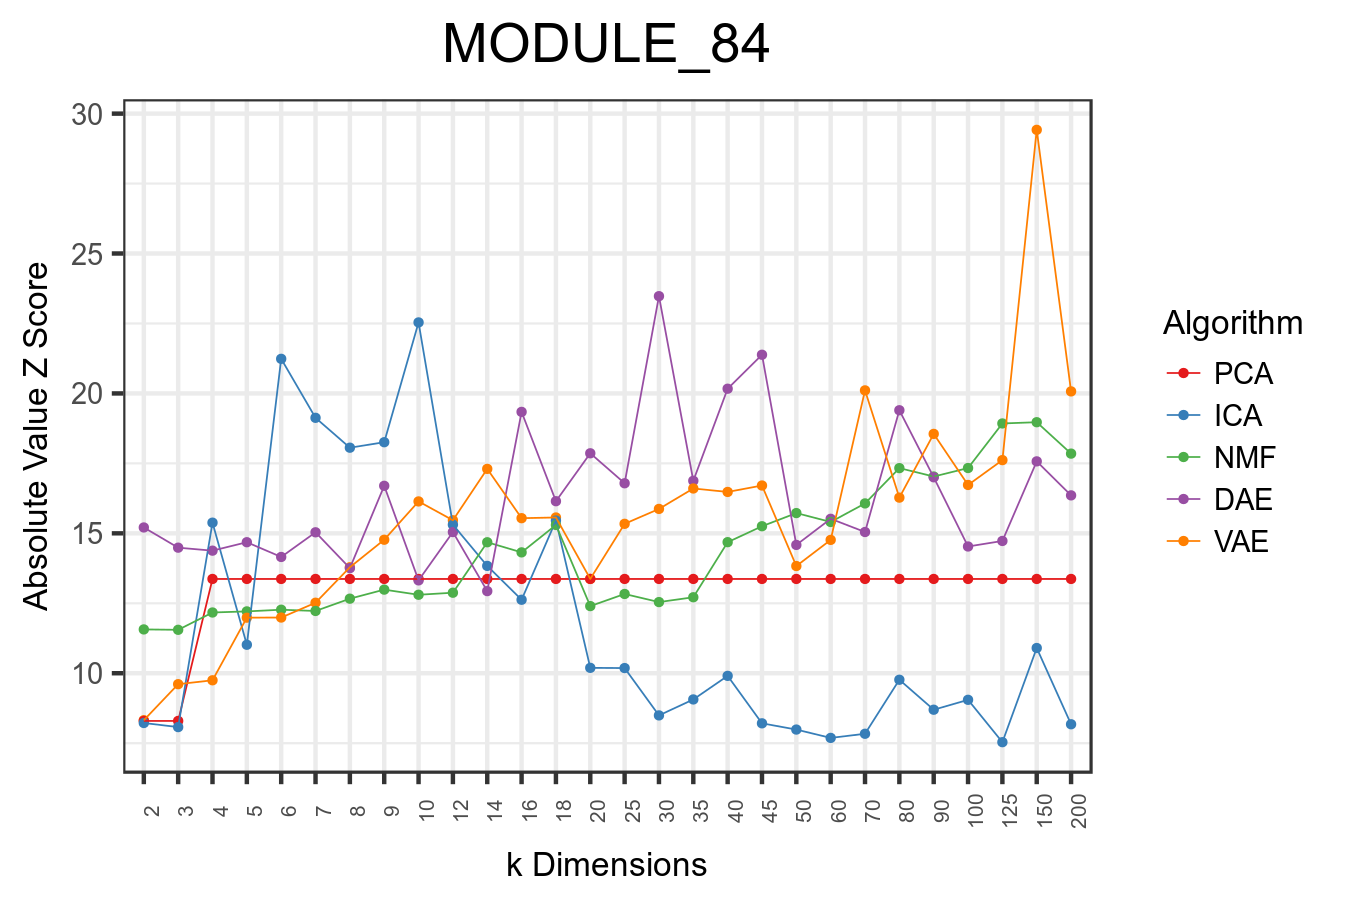 MODULE_84
Absolute Value Z Score
30
25
20
15
10
2 3 4 5 6 7 8 9 10 12 14 16 18 20 25 30 35 40 45 50 60 70 80 90 100 125 150 200
k Dimensions
Algorithm
PCA
ICA
NMF
DAE
VAE